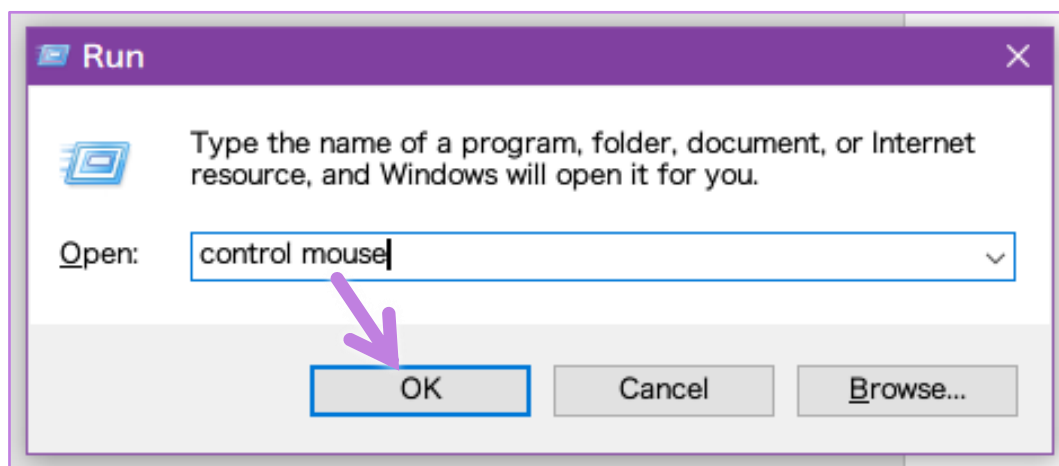 Run
Type the name of a program, folder, document, or Internet
resource, and Windows will open it for you.
Open: control mouse
OK Cancel Browse...